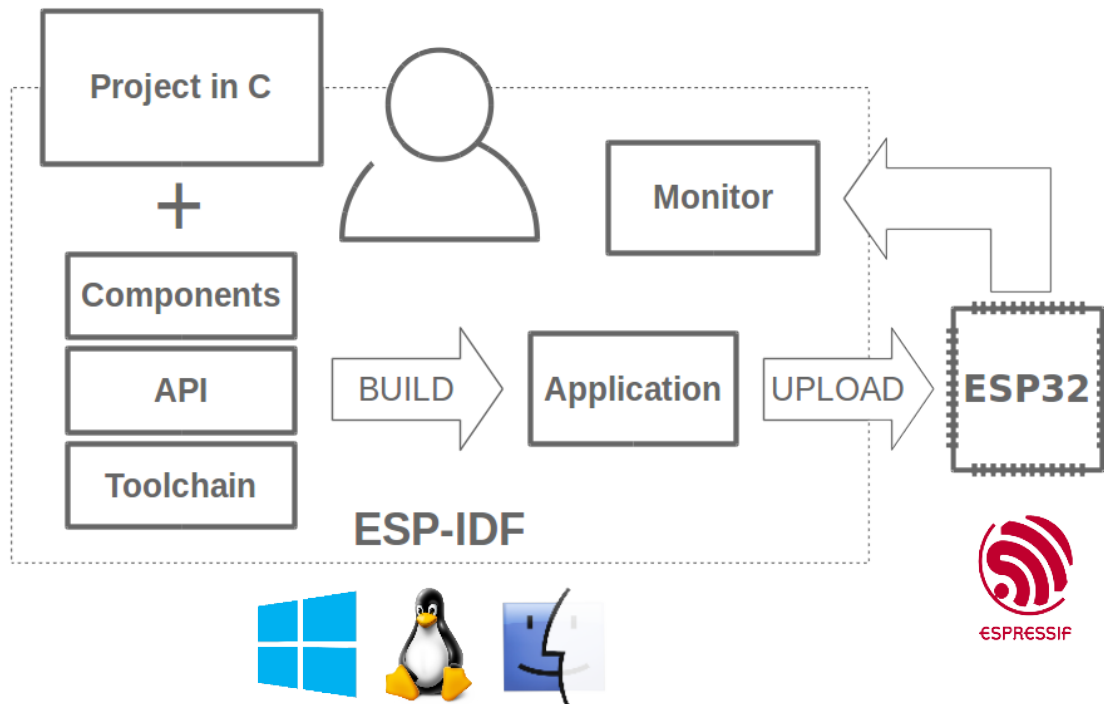 Project in C
+
Components
API
Toolchain
BUILD
Application
UPLOAD
Monitor
ESP32
ESP-IDF
ESPRESSIF